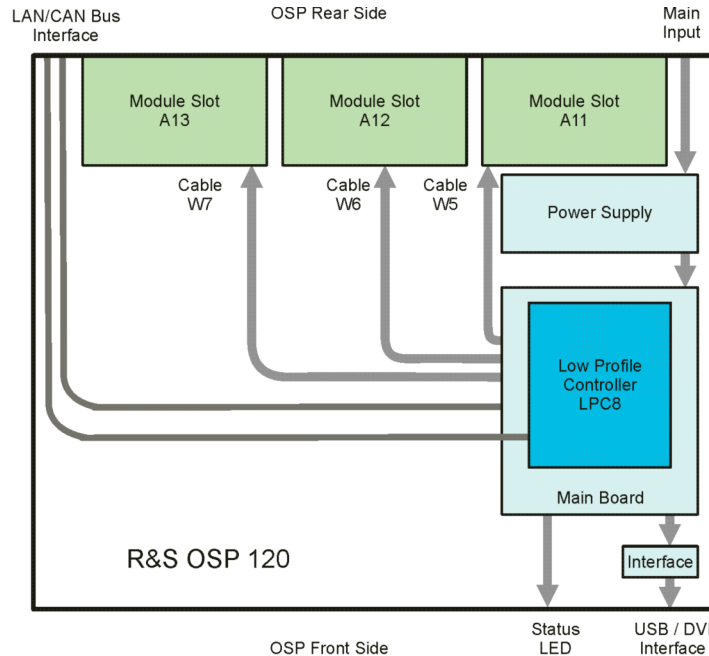 LAN/CAN Bus
Interface
OSP Rear Side
Main
Input
Module Slot
A13
Module Slot
A12
Module Slot
A11
Cable
W7
Cable
W6
Cable
W5
Power Supply
Low Profile
Controller
LPC8
Main Board
R&S OSP 120
Interface
OSP Front Side
Status
LED
USB / DVI
Interface